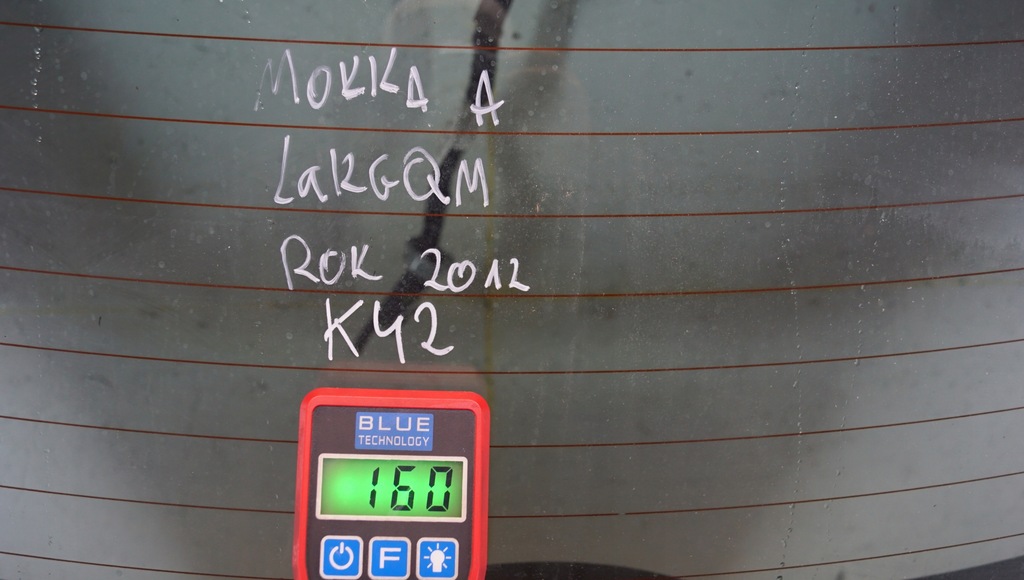 MOKKA A
LAKGQM
ROK 2012
K42
BLUE
TECHNOLOGY
160
F